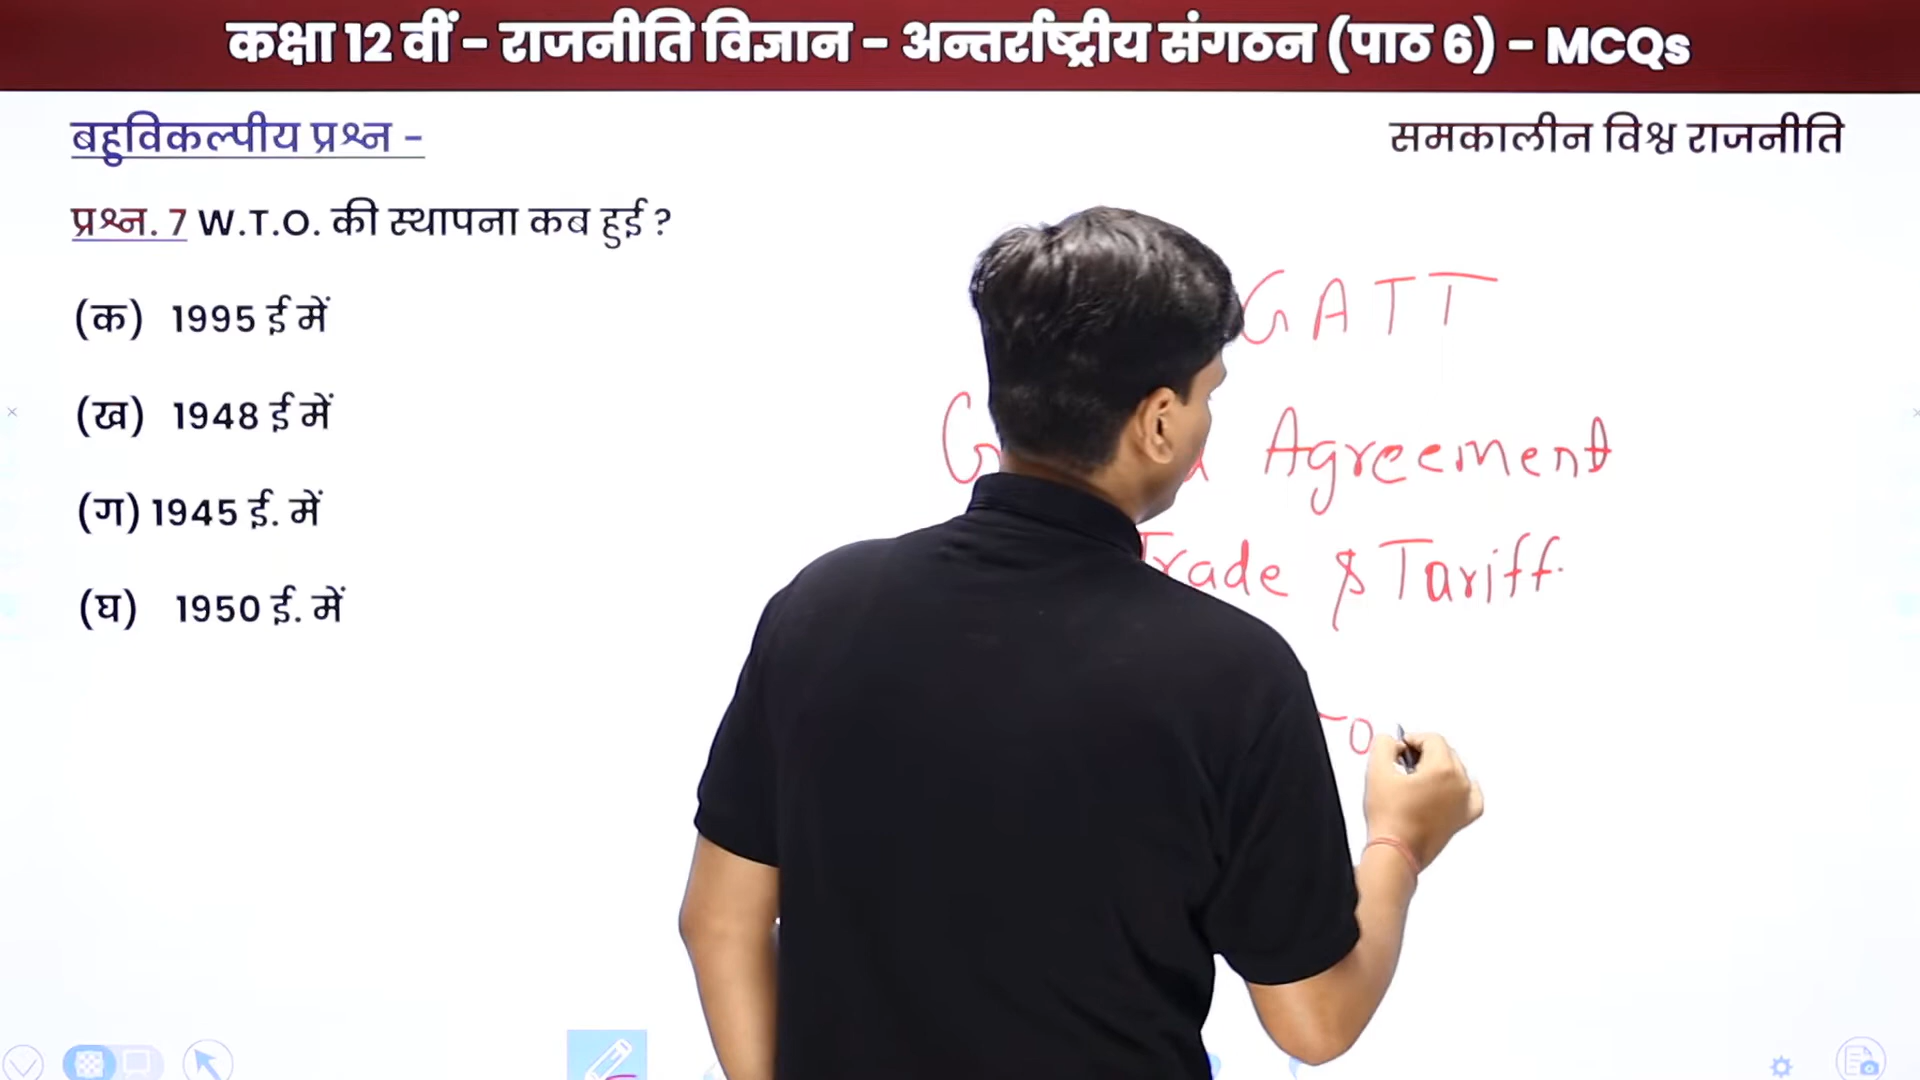 कक्षा 12 वीं - राजनीति विज्ञान - अन्तर्राष्ट्रीय संगठन (पाठ 6) - MCQs
बहुविकल्पीय प्रश्न -
समकालीन विश्व राजनीति
प्रश्न. 7 W.T.O. की स्थापना कब हुई ?
(क) 1995 ई में
(ख) 1948 ई में
(ग) 1945 ई. में
(घ) 1950 ई. में
GATT
Agreement
Trade & Tariff